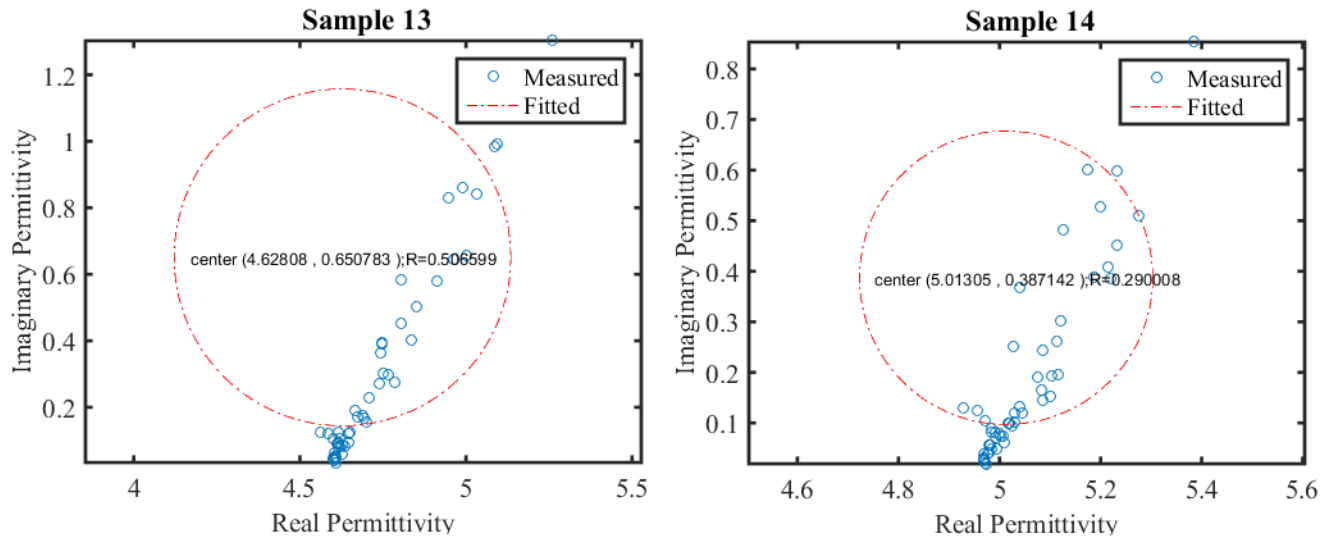 Sample 13
Imaginary Permittivity
1.2
1
0.8
0.6
0.4
0.2
Measured
Fitted
center (4.62808 , 0.650783 );R=0.506599
4
4.5
5
5.5
Real Permittivity
Sample 14
Imaginary Permittivity
0.8
0.7
0.6
0.5
0.4
0.3
0.2
0.1
Measured
Fitted
center (5.01305 , 0.387142 );R=0.290008
4.6
4.8
5
5.2
5.4
5.6
Real Permittivity